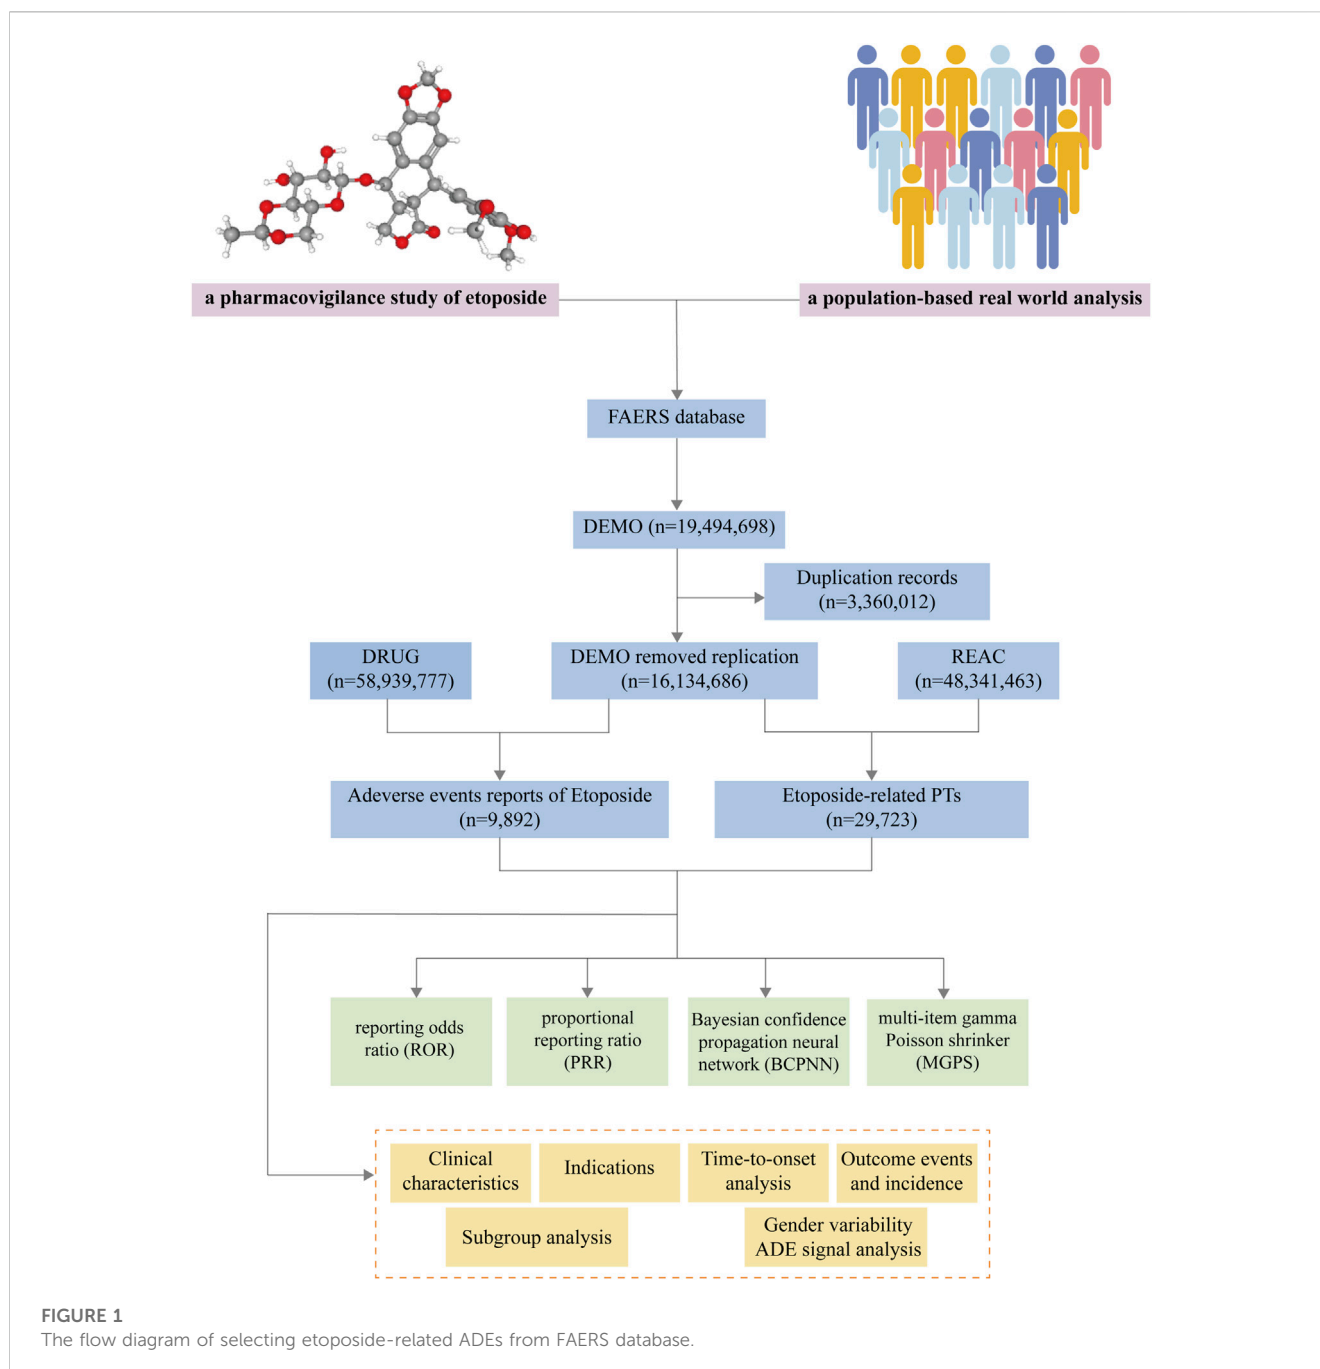 a pharmacovigilance study of etoposide
a population-based real world analysis
FAERS database
DEMO (n=19,494,698)
Duplication records
(n=3,360,012)
DRUG
(n=58,939,777)
DEMO removed replication
(n=16,134,686)
REAC
(n=48,341,463)
Adeverse events reports of Etoposide
(n=9,892)
Etoposide-related PTs
(n=29,723)
reporting odds
ratio (ROR)
proportional
reporting ratio
(PRR)
Bayesian confidence
propagation neural
network (BCPNN)
multi-item gamma
Poisson shrinker
(MGPS)
Clinical
characteristics
Indications
Time-to-onset
analysis
Outcome events
and incidence
Subgroup analysis
Gender variability
ADE signal analysis
FIGURE 1
The flow diagram of selecting etoposide-related ADEs from FAERS database.